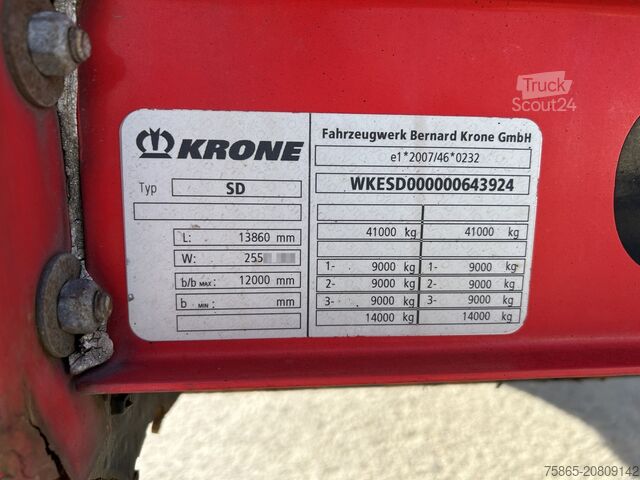 Truck
Scout24
KRONE
Typ SD
L: 13860 mm
W: 255
b/b MAX: 12000 mm
b MIN: mm
Fahrzeugwerk Bernard Krone GmbH
e1*2007/46*0232
WKESD000000643924
41000 kg 41000 kg
1- 9000 kg 1- 9000 kg
2- 9000 kg 2- 9000 kg
3- 9000 kg 3- 9000 kg
14000 kg 14000 kg
75865-20809142